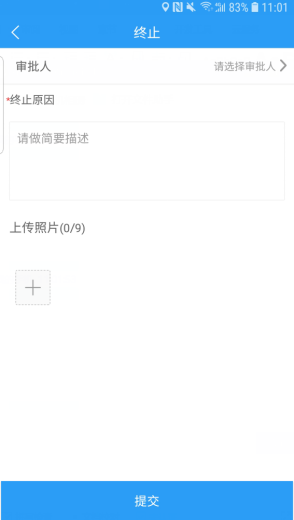 83% 11:01
终止
审批人 请选择审批人
*终止原因
请做简要描述
上传照片(0/9)
提交